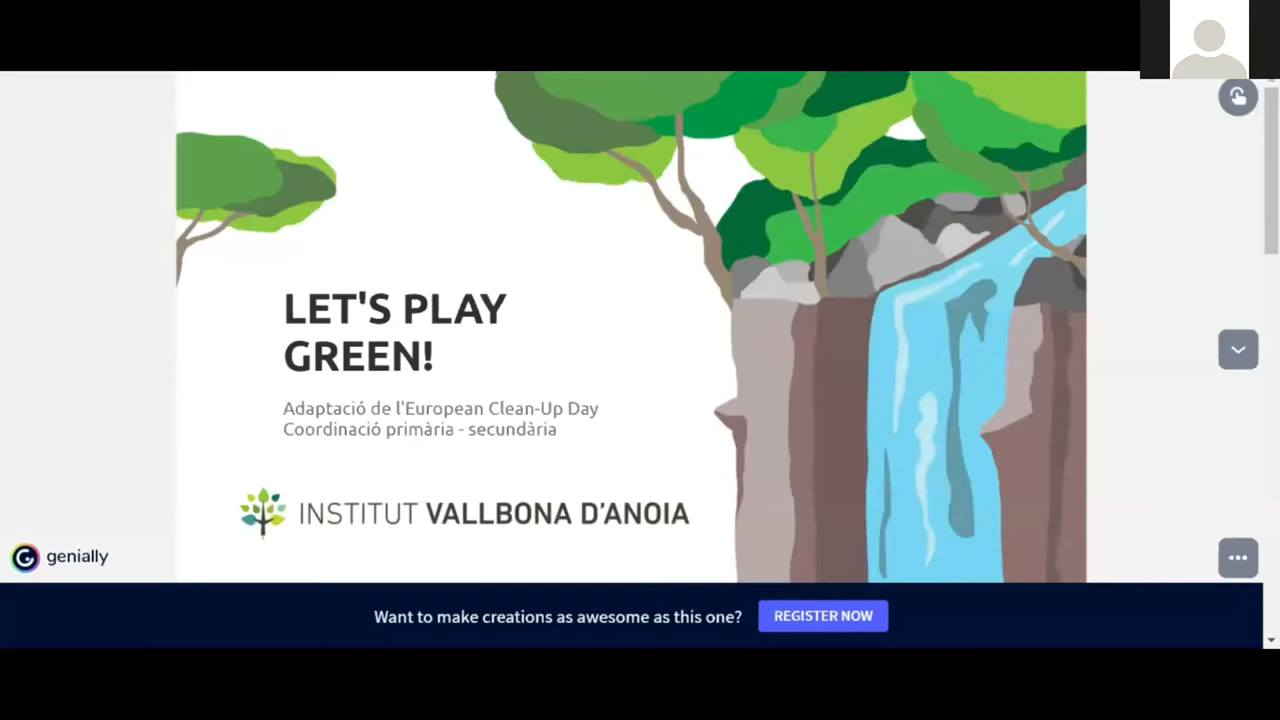 LET'S PLAY
GREEN!
Adaptació de l'European Clean-Up Day
Coordinació primària - secundària
INSTITUT VALLBONA D'ANOIA
genially
Want to make creations as awesome as this one?
REGISTER NOW